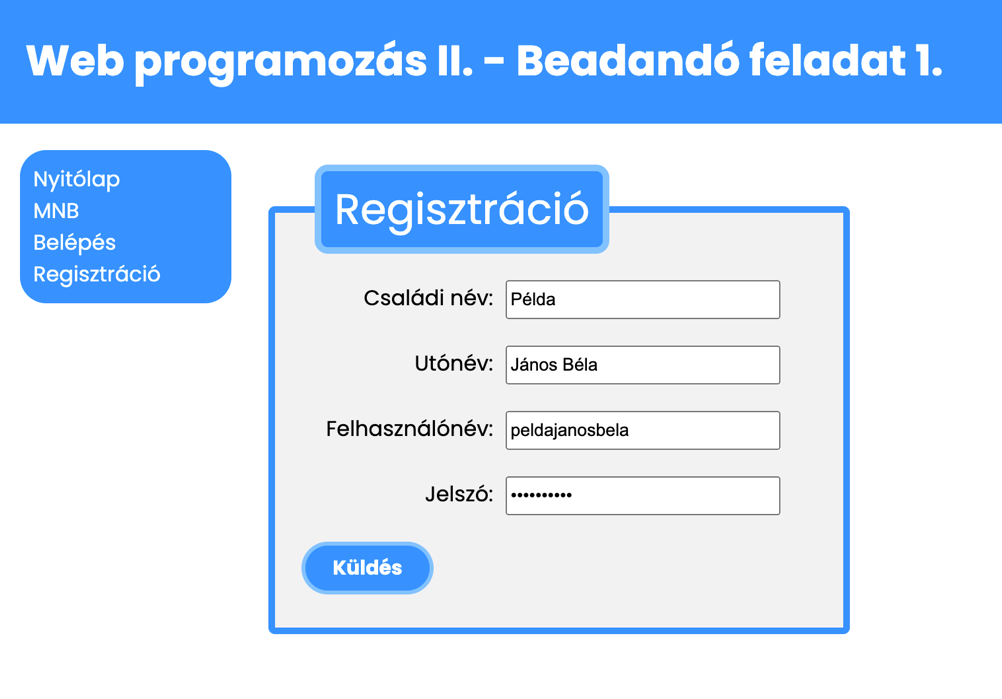 Web programozás II. - Beadandó feladat 1.
Nyitólap
MNB
Belépés
Regisztráció
Regisztráció
Családi név: Példa
Utónév: János Béla
Felhasználónév: peldajanosbela
Jelszó: ••••••••••
Küldés